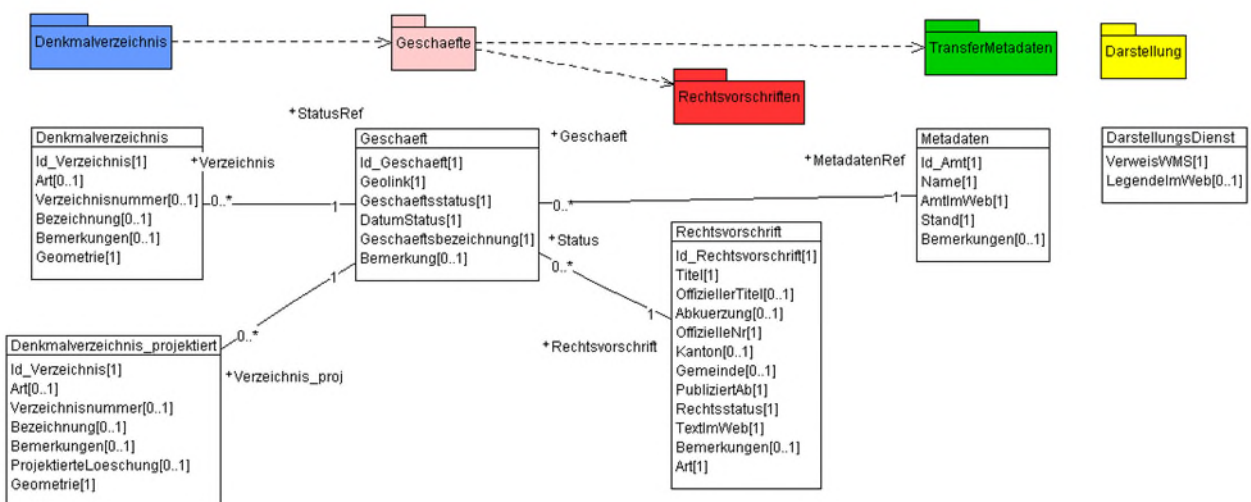 Denkmalverzeichnis
Geschaefte
TransferMetadaten
Darstellung
Rechtsvorschriften
+StatusRef
Denkmalverzeichnis
Id_Verzeichnis[1]
Art[0..1]
Verzeichnisnummer[0..1]
Bezeichnung[0..1]
Bemerkungen[0..1]
Geometrie[1]
+Verzeichnis
0..*
1
Geschaeft
Id_Geschaeft[1]
Geolink[1]
Geschaeftsstatus[1]
DatumStatus[1]
Geschaeftsbezeichnung[1]
Bemerkung[0..1]
+Geschaeft
0..*
+MetadatenRef
1
Metadaten
Id_Amt[1]
Name[1]
AmtImWeb[1]
Stand[1]
Bemerkungen[0..1]
DarstellungsDienst
VerweisWMS[1]
LegendeImWeb[0..1]
+Status
0..*
1
+Rechtsvorschrift
Rechtsvorschrift
Id_Rechtsvorschrift[1]
Titel[1]
OffiziellerTitel[0..1]
Abkuerzung[0..1]
OffizielleNr[1]
Kanton[0..1]
Gemeinde[0..1]
PubliziertAb[1]
Rechtsstatus[1]
TextImWeb[1]
Bemerkungen[0..1]
Art[1]
1
0..*
+Verzeichnis_proj
Denkmalverzeichnis_projektiert
Id_Verzeichnis[1]
Art[0..1]
Verzeichnisnummer[0..1]
Bezeichnung[0..1]
Bemerkungen[0..1]
ProjektierteLoeschung[0..1]
Geometrie[1]